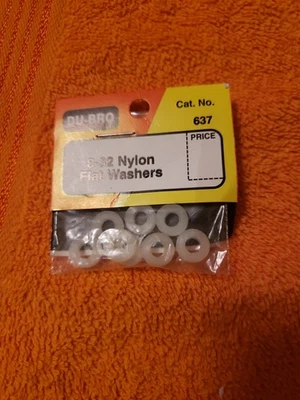 DU-BRO
Cat. No.
637
PRICE
Nylon
Flat Washers